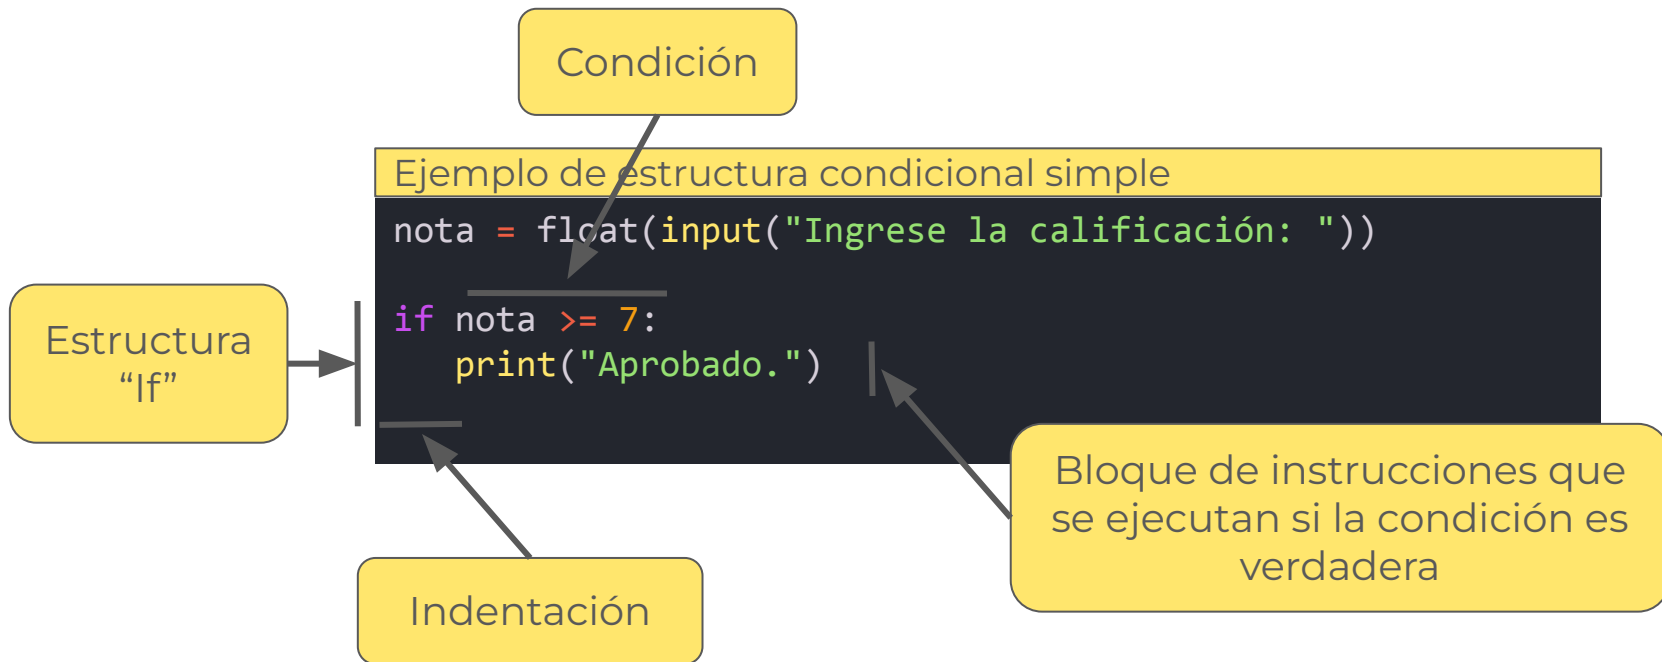 Condición
Ejemplo de estructura condicional simple
nota = float(input("Ingrese la calificación: "))
if nota >= 7:
print("Aprobado.")
Estructura
“If”
Bloque de instrucciones que
se ejecutan si la condición es
verdadera
Indentación